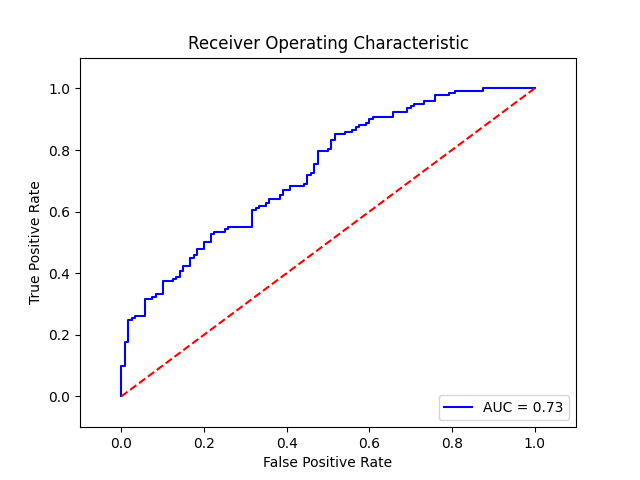 Receiver Operating Characteristic
True Positive Rate
1.0
0.8
0.6
0.4
0.2
0.0
AUC = 0.73
0.0 0.2 0.4 0.6 0.8 1.0
False Positive Rate